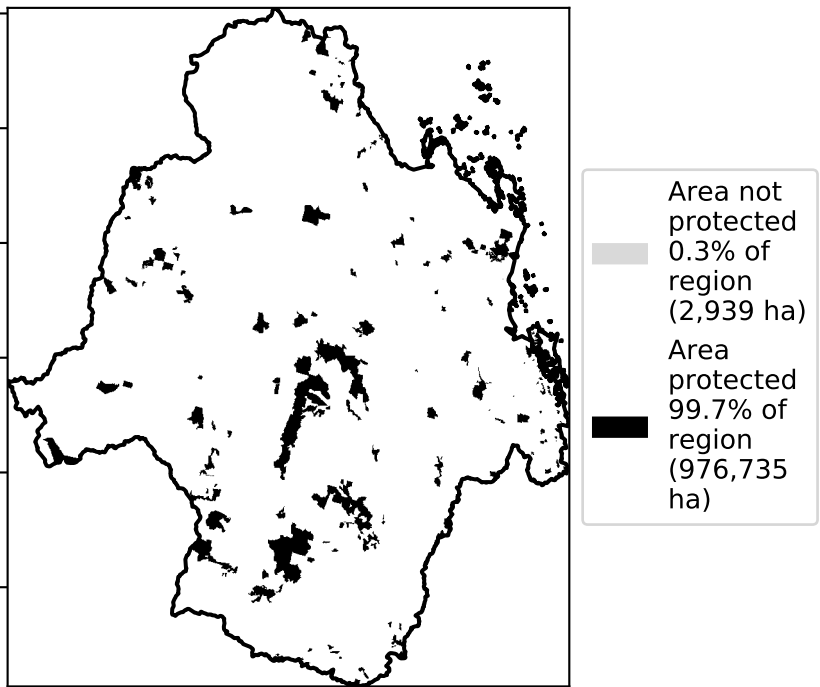 Area not
protected
0.3% of
region
(2,939 ha)
Area
protected
99.7% of
region
(976,735
ha)